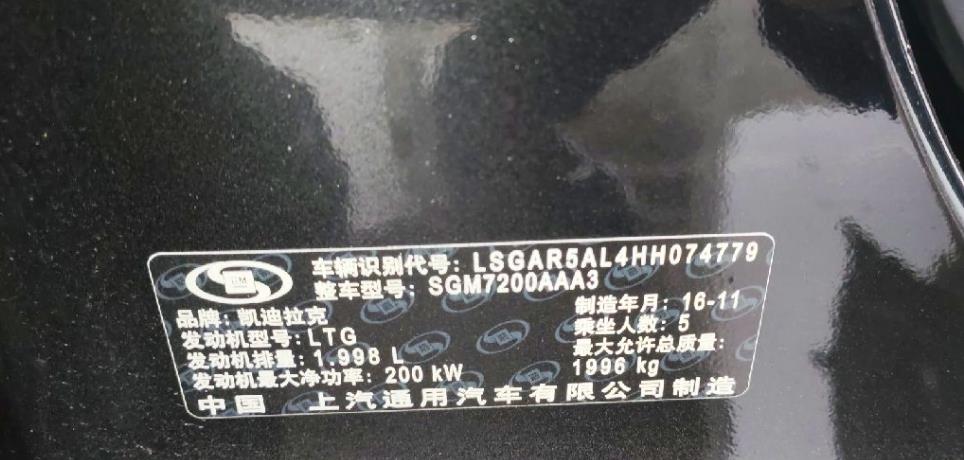 GM
车辆识别代号：LSGAR5AL4HH074779
整车型号：SGM7200AAA3
品牌：凯迪拉克
制造年月：16-11
发动机型号：LTG
乘坐人数：5
发动机排量：1.998 L
最大允许总质量：
1996 kg
发动机最大净功率：200 kW
中国 上汽通用汽车有限公司制造